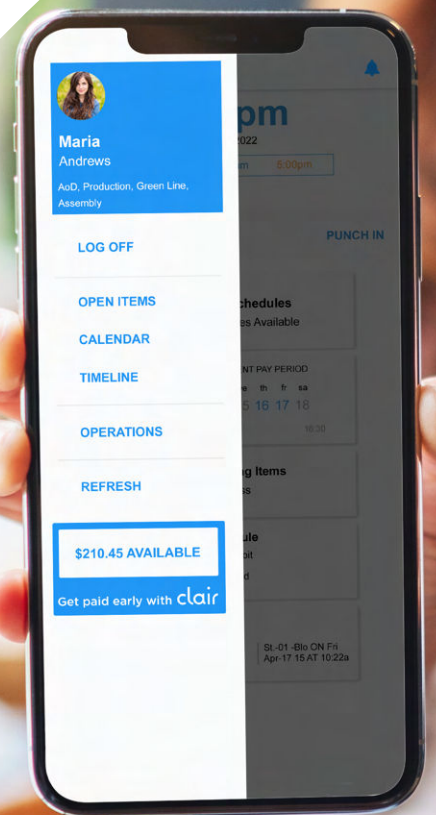 Maria
Andrews
AoD, Production, Green Line,
Assembly
LOG OFF
OPEN ITEMS
CALENDAR
TIMELINE
OPERATIONS
REFRESH
$210.45 AVAILABLE
Get paid early with clair
pm
2022
5:00pm
PUNCH IN
chedules
es Available
NT PAY PERIOD
th fr sa
16 17 18
16:30
g Items
ss
ule
bit
d
St.-01 -Blo ON Fri
Apr-17 15 AT 10:22a